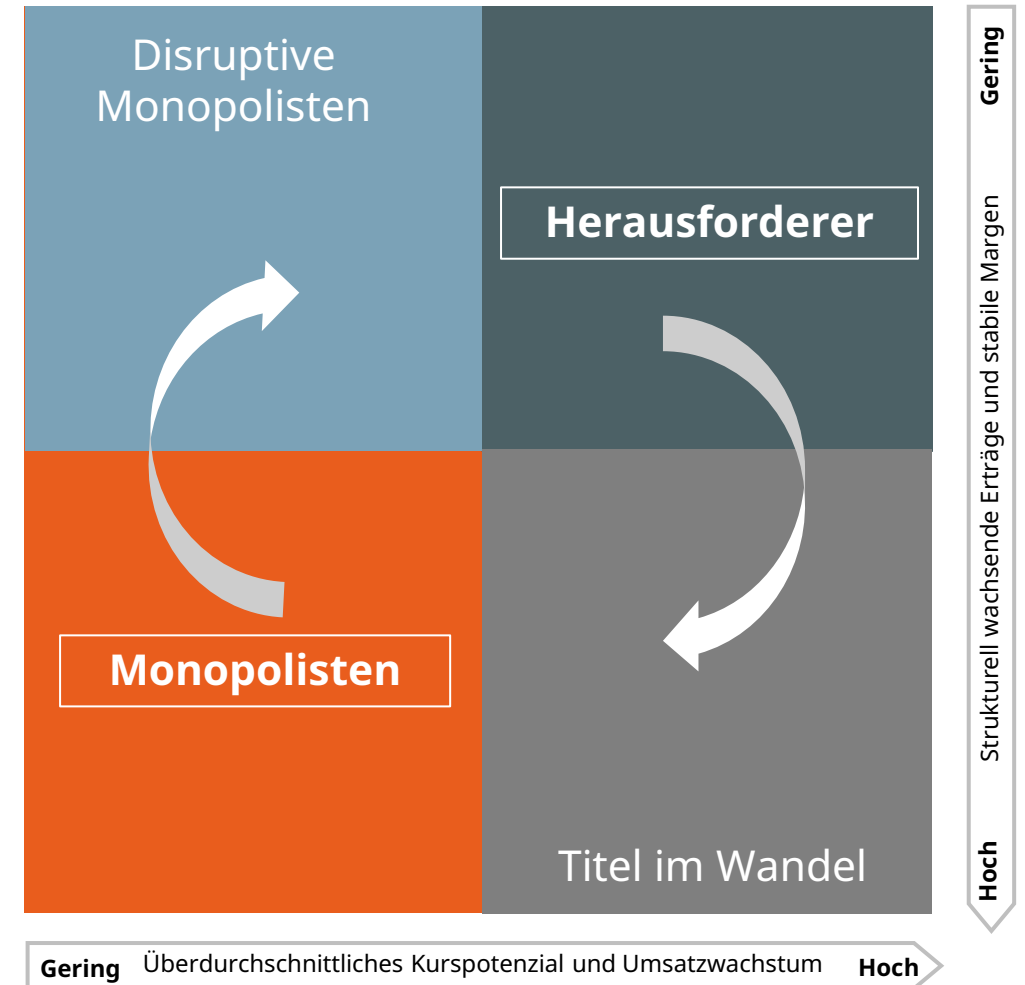 Disruptive
Monopolisten
Herausforderer
Monopolisten
Titel im Wandel
Gering
Strukturell wachsende Erträge und stabile Margen
Hoch
Gering
Überdurchschnittliches Kurspotenzial und Umsatzwachstum
Hoch